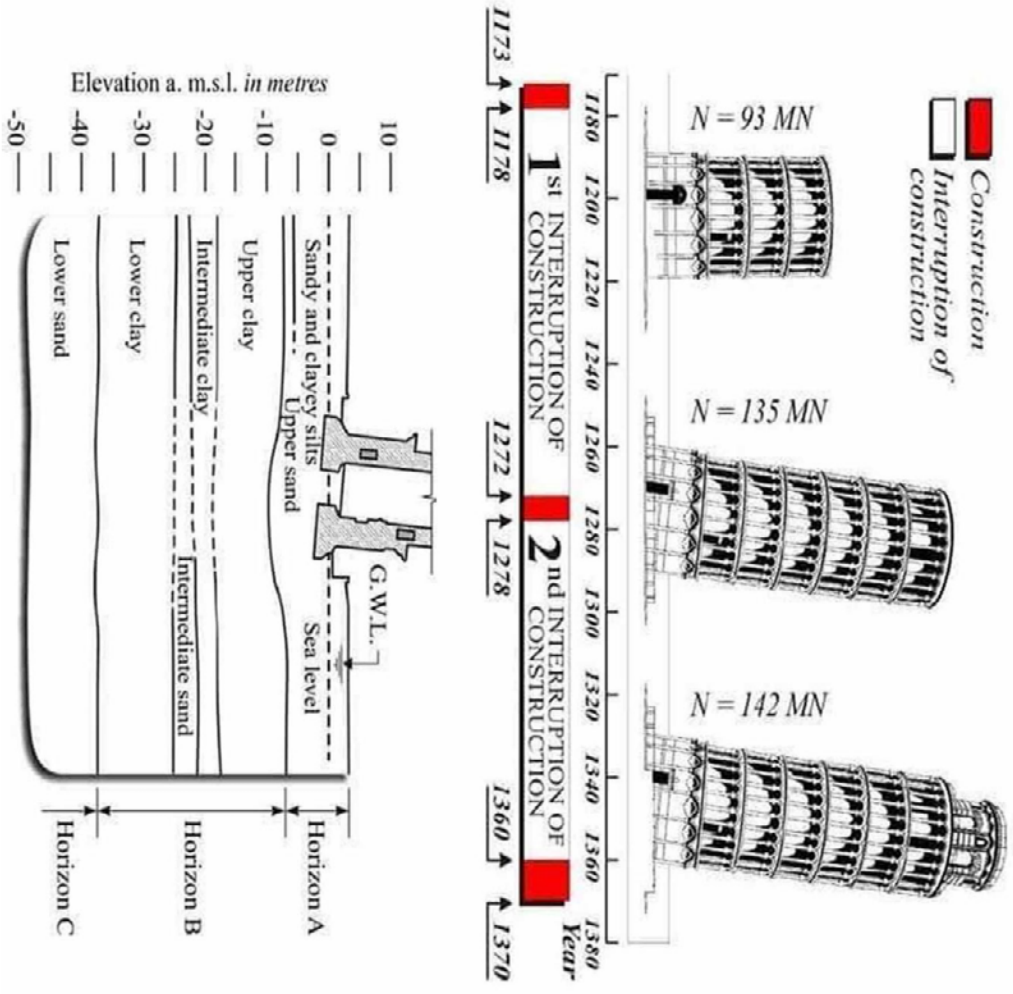 Construction
Interruption of
construction
N = 93 MN
N = 135 MN
N = 142 MN
1180
1200
1220
1240
1260
1280
1300
1320
1340
1360
1380
Year
1st INTERRUPTION OF
CONSTRUCTION
2nd INTERRUPTION OF
CONSTRUCTION
1173
1178
1272
1278
1360
1370
Elevation a. m.s.l. in metres
10
0
-10
-20
-30
-40
-50
G.W.L.
Sea level
Sandy and clayey silts
Upper sand
Upper clay
Intermediate clay
Intermediate sand
Lower clay
Lower sand
Horizon A
Horizon B
Horizon C